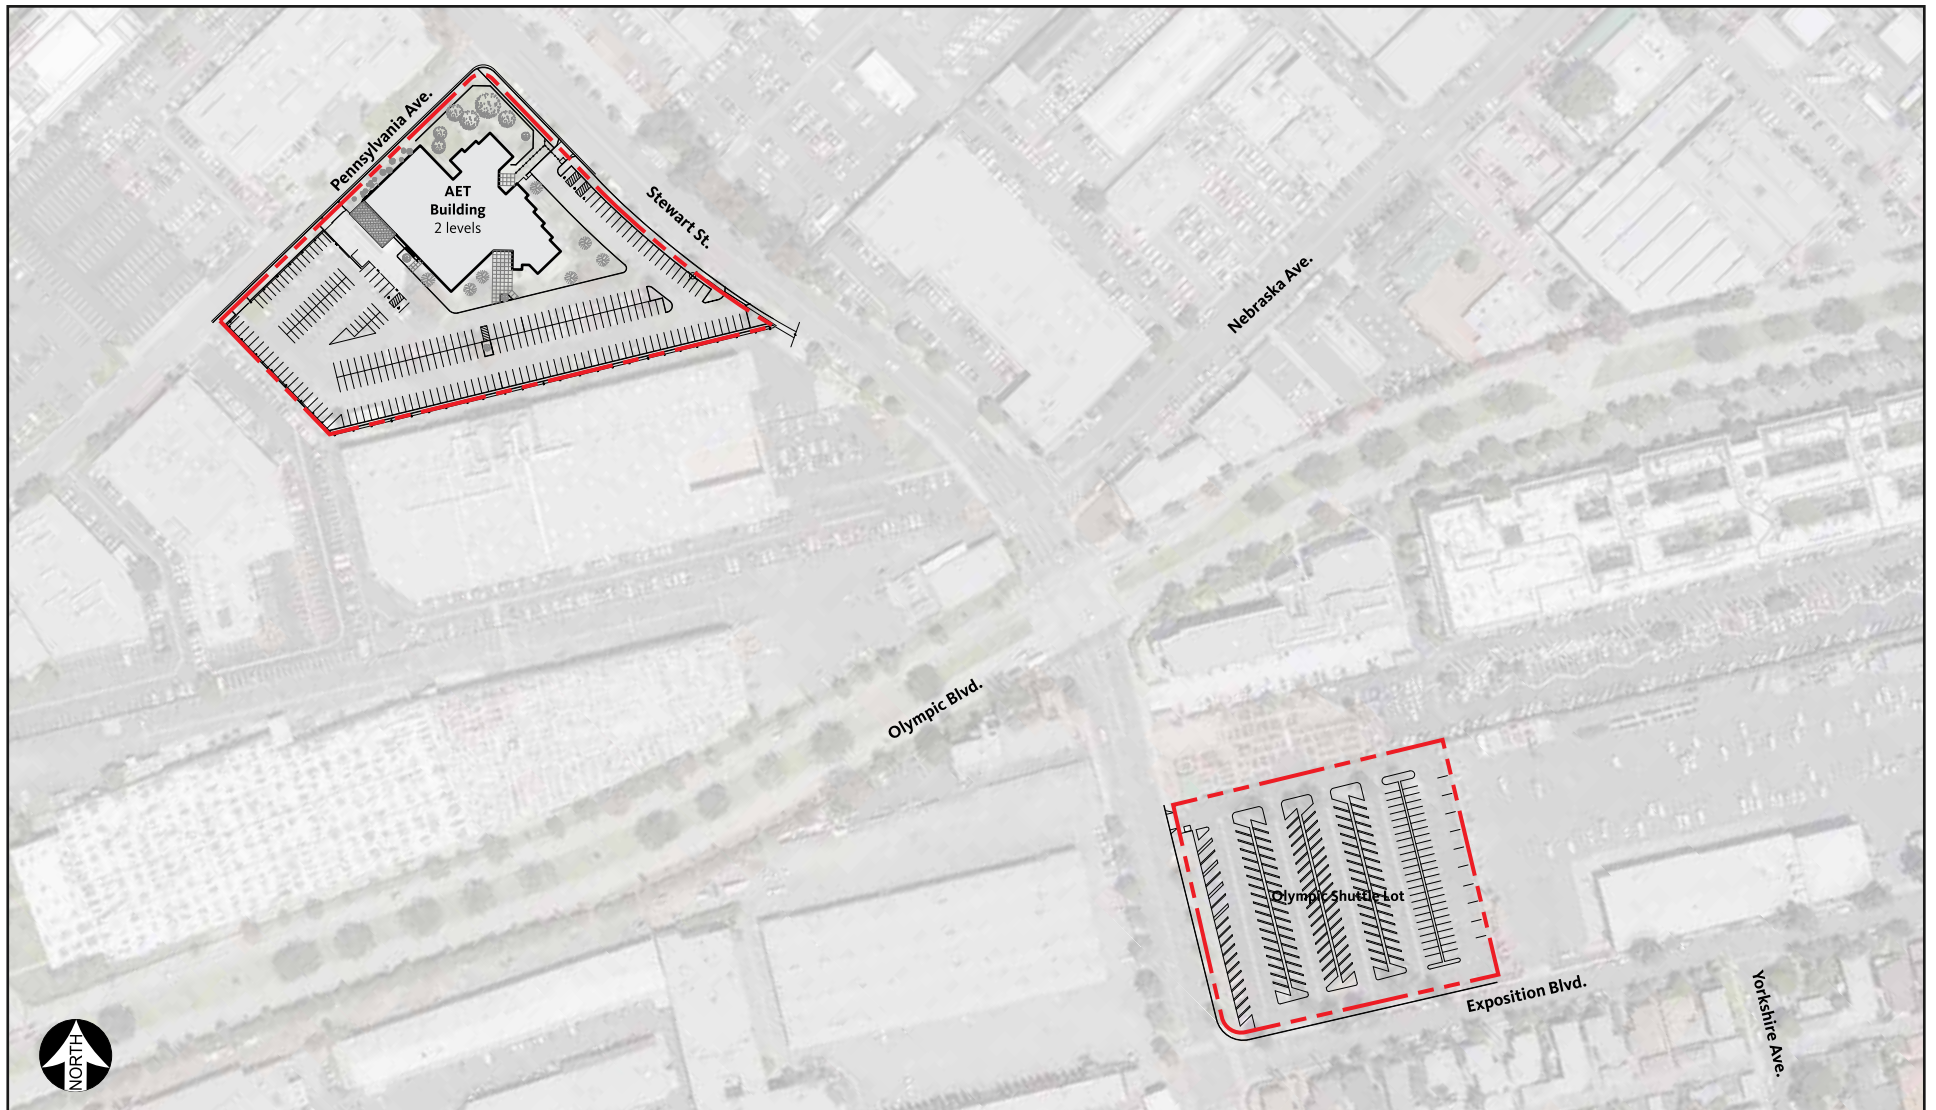 Pennsylvania Ave.
AET
Building
2 levels
Stewart St.
Nebraska Ave.
Olympic Blvd.
Olympic Shuttle Lot
Exposition Blvd.
Yorkshire Ave.
NORTH